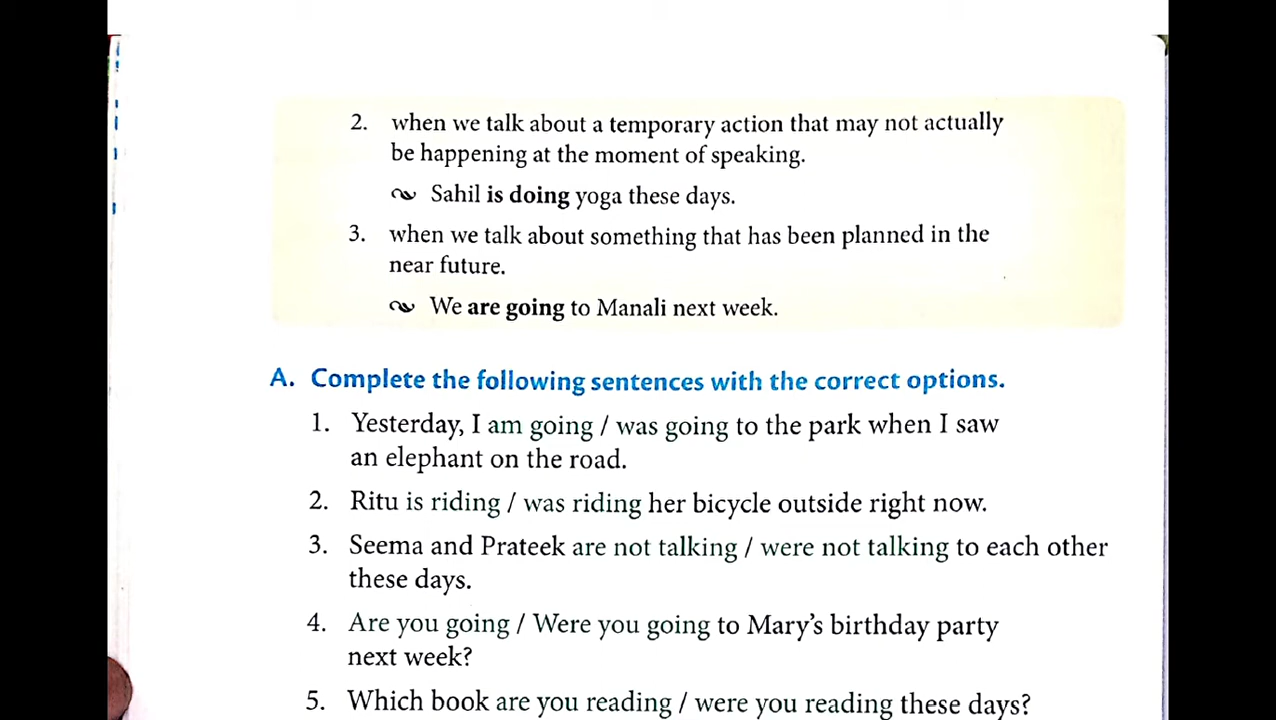 2. when we talk about a temporary action that may not actually
be happening at the moment of speaking.
Sahil is doing yoga these days.
3. when we talk about something that has been planned in the
near future.
We are going to Manali next week.
A. Complete the following sentences with the correct options.
1. Yesterday, I am going / was going to the park when I saw
an elephant on the road.
2. Ritu is riding / was riding her bicycle outside right now.
3. Seema and Prateek are not talking / were not talking to each other
these days.
4. Are you going / Were you going to Mary’s birthday party
next week?
5. Which book are you reading / were you reading these days?